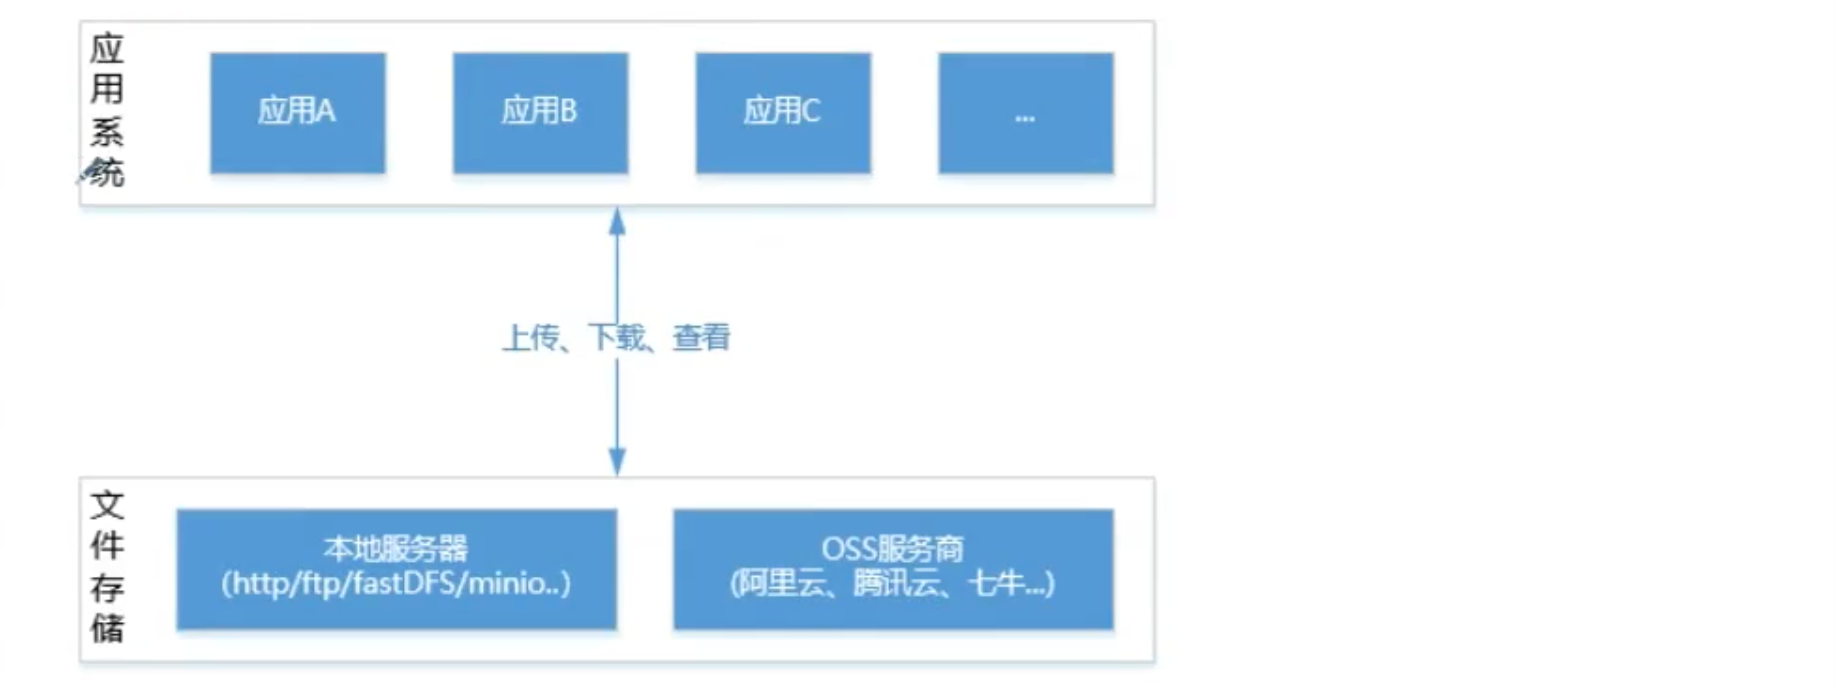 应用系统
应用A
应用B
应用C
...
上传、下载、查看
文件存储
本地服务器
(http/ftp/fastDFS/minio..)
OSS服务商
(阿里云、腾讯云、七牛...)